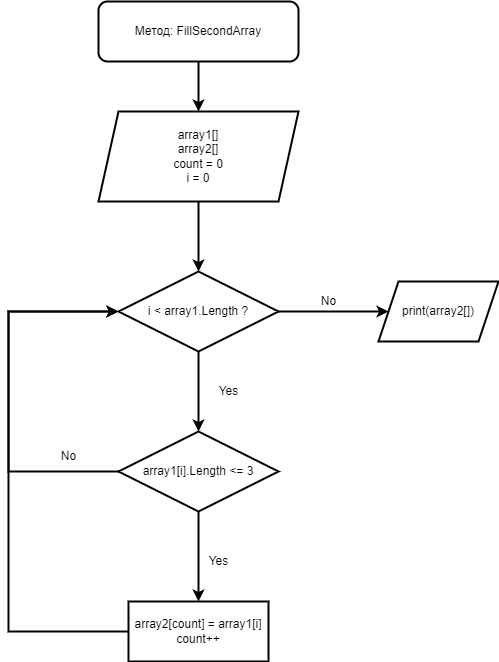 Метод: FillSecondArray
array1[]
array2[]
count = 0
i = 0
i < array1.Length ?
No
print(array2[])
Yes
array1[i].Length <= 3
No
Yes
array2[count] = array1[i]
count++